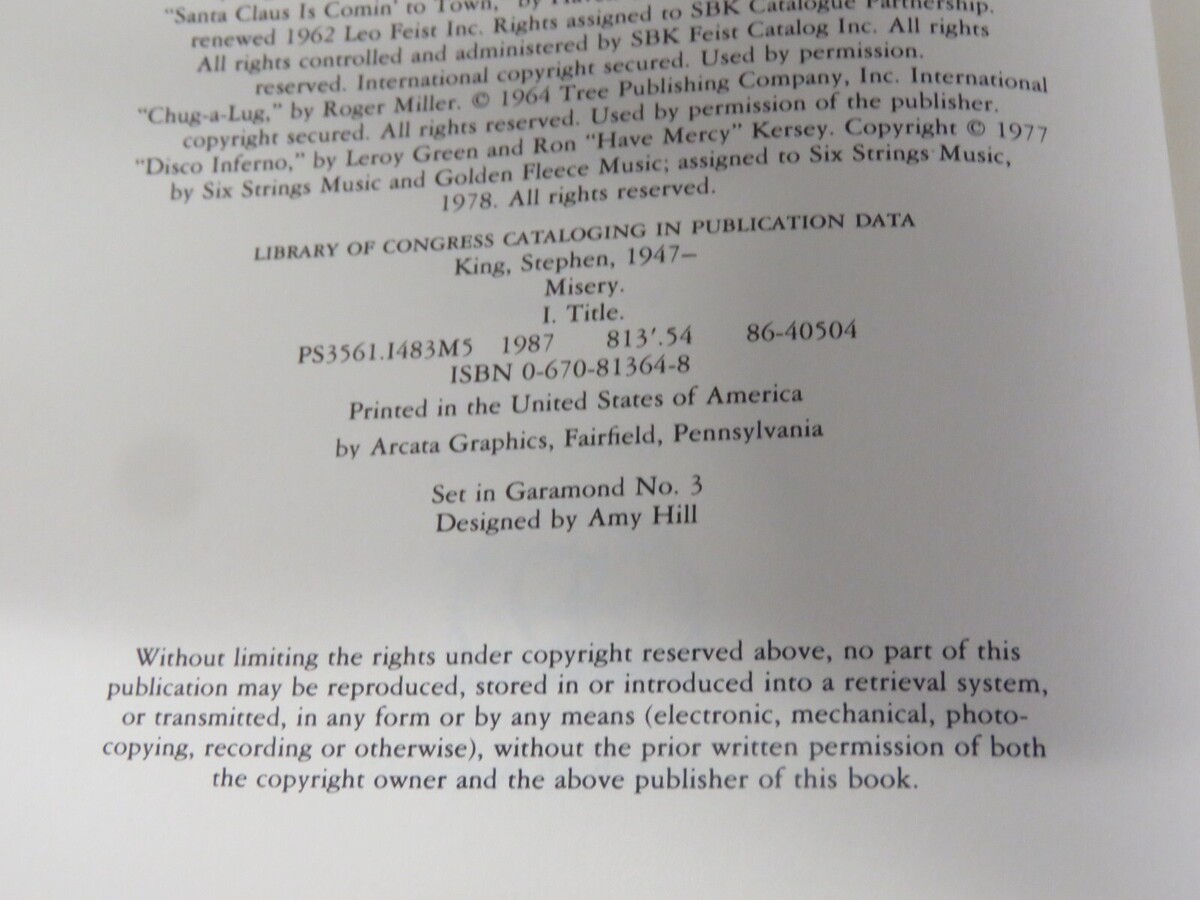 "Santa Claus Is Comin' to Town," by Haven
renewed 1962 Leo Feist Inc. Rights assigned to SBK Catalogue Partnership.
All rights controlled and administered by SBK Feist Catalog Inc. All rights
reserved. International copyright secured. Used by permission.
"Chug-a-Lug," by Roger Miller. © 1964 Tree Publishing Company, Inc. International
copyright secured. All rights reserved. Used by permission of the publisher.
"Disco Inferno," by Leroy Green and Ron "Have Mercy" Kersey. Copyright © 1977
by Six Strings Music and Golden Fleece Music; assigned to Six Strings Music,
1978. All rights reserved.
LIBRARY OF CONGRESS CATALOGING IN PUBLICATION DATA
King, Stephen, 1947–
Misery.
I. Title.
PS3561.I483M5 1987 813'.54 86-40504
ISBN 0-670-81364-8
Printed in the United States of America
by Arcata Graphics, Fairfield, Pennsylvania
Set in Garamond No. 3
Designed by Amy Hill
Without limiting the rights under copyright reserved above, no part of this
publication may be reproduced, stored in or introduced into a retrieval system,
or transmitted, in any form or by any means (electronic, mechanical, photo-
copying, recording or otherwise), without the prior written permission of both
the copyright owner and the above publisher of this book.